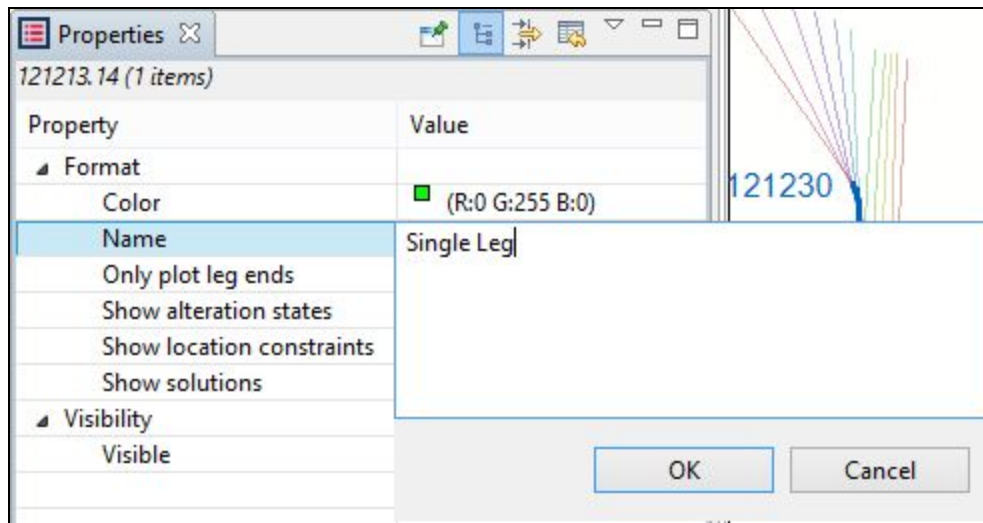 Properties
121213.14 (1 items)
Property Value
Format
Color (R:0 G:255 B:0)
121230
Name Single Leg
Only plot leg ends
Show alteration states
Show location constraints
Show solutions
Visibility
Visible
OK Cancel